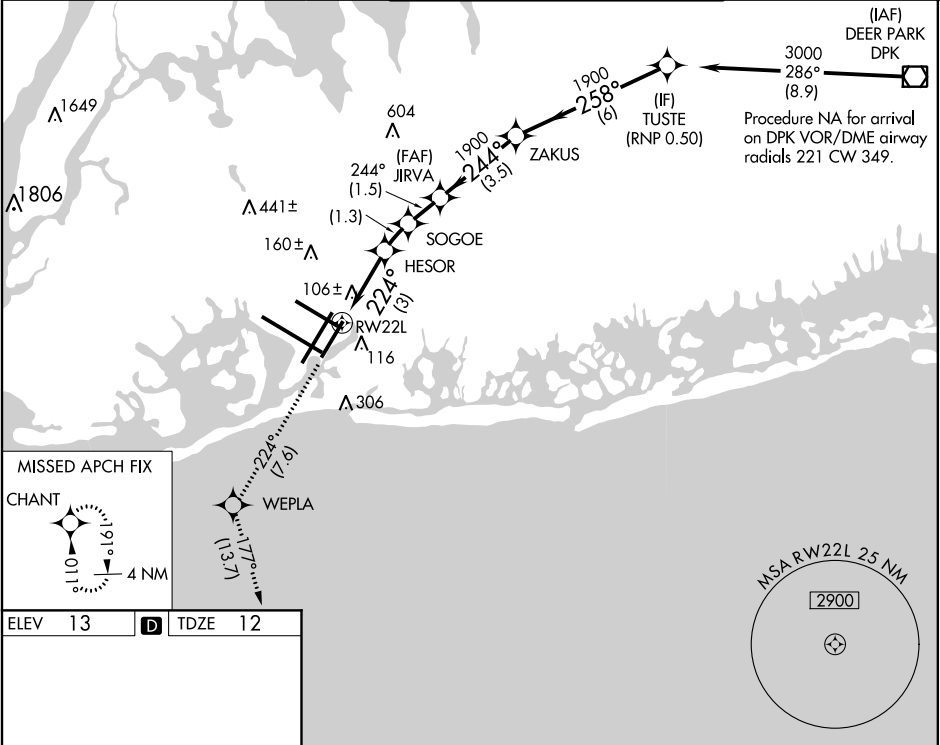 (IAF)
DEER PARK
DPK
3000
286°
(8.9)
1900
258°
(6)
(IF)
TUSTE
(RNP 0.50)
Procedure NA for arrival
on DPK VOR/DME airway
radials 221 CW 349.
1649
604
1900
244°
(3.5)
ZAKUS
(FAF)
JIRVA
244°
(1.5)
1806
441±
(1.3)
SOGOE
160±
HESOR
106±
224°
(3)
RW22L
116
306
224°
(7.6)
MISSED APCH FIX
CHANT
191°
011°
4 NM
WEPLA
177°
(13.7)
MSA RW22L 25 NM
2900
ELEV 13 D TDZE 12